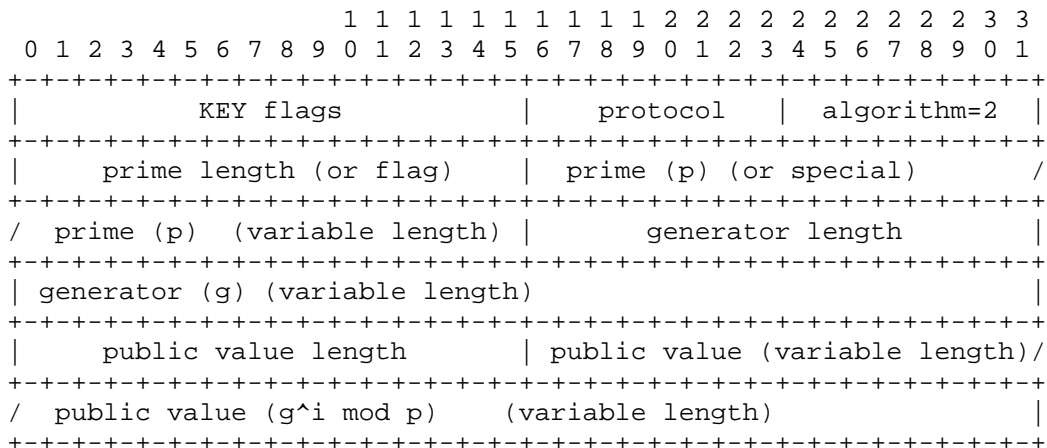 1 1 1 1 1 1 1 1 1 1 2 2 2 2 2 2 2 2 2 2 3 3
 0 1 2 3 4 5 6 7 8 9 0 1 2 3 4 5 6 7 8 9 0 1 2 3 4 5 6 7 8 9 0 1
+-+-+-+-+-+-+-+-+-+-+-+-+-+-+-+-+-+-+-+-+-+-+-+-+-+-+-+-+-+-+-+-+
|           KEY flags           |    protocol   |  algorithm=2  |
+-+-+-+-+-+-+-+-+-+-+-+-+-+-+-+-+-+-+-+-+-+-+-+-+-+-+-+-+-+-+-+-+
|     prime length (or flag)    |  prime (p) (or special)       /
+-+-+-+-+-+-+-+-+-+-+-+-+-+-+-+-+-+-+-+-+-+-+-+-+-+-+-+-+-+-+-+-+
/  prime (p)  (variable length) |       generator length        |
+-+-+-+-+-+-+-+-+-+-+-+-+-+-+-+-+-+-+-+-+-+-+-+-+-+-+-+-+-+-+-+-+
| generator (g) (variable length)                               |
+-+-+-+-+-+-+-+-+-+-+-+-+-+-+-+-+-+-+-+-+-+-+-+-+-+-+-+-+-+-+-+-+
|     public value length       | public value (variable length)/
+-+-+-+-+-+-+-+-+-+-+-+-+-+-+-+-+-+-+-+-+-+-+-+-+-+-+-+-+-+-+-+-+
/  public value (g^i mod p)    (variable length)                |
+-+-+-+-+-+-+-+-+-+-+-+-+-+-+-+-+-+-+-+-+-+-+-+-+-+-+-+-+-+-+-+-+